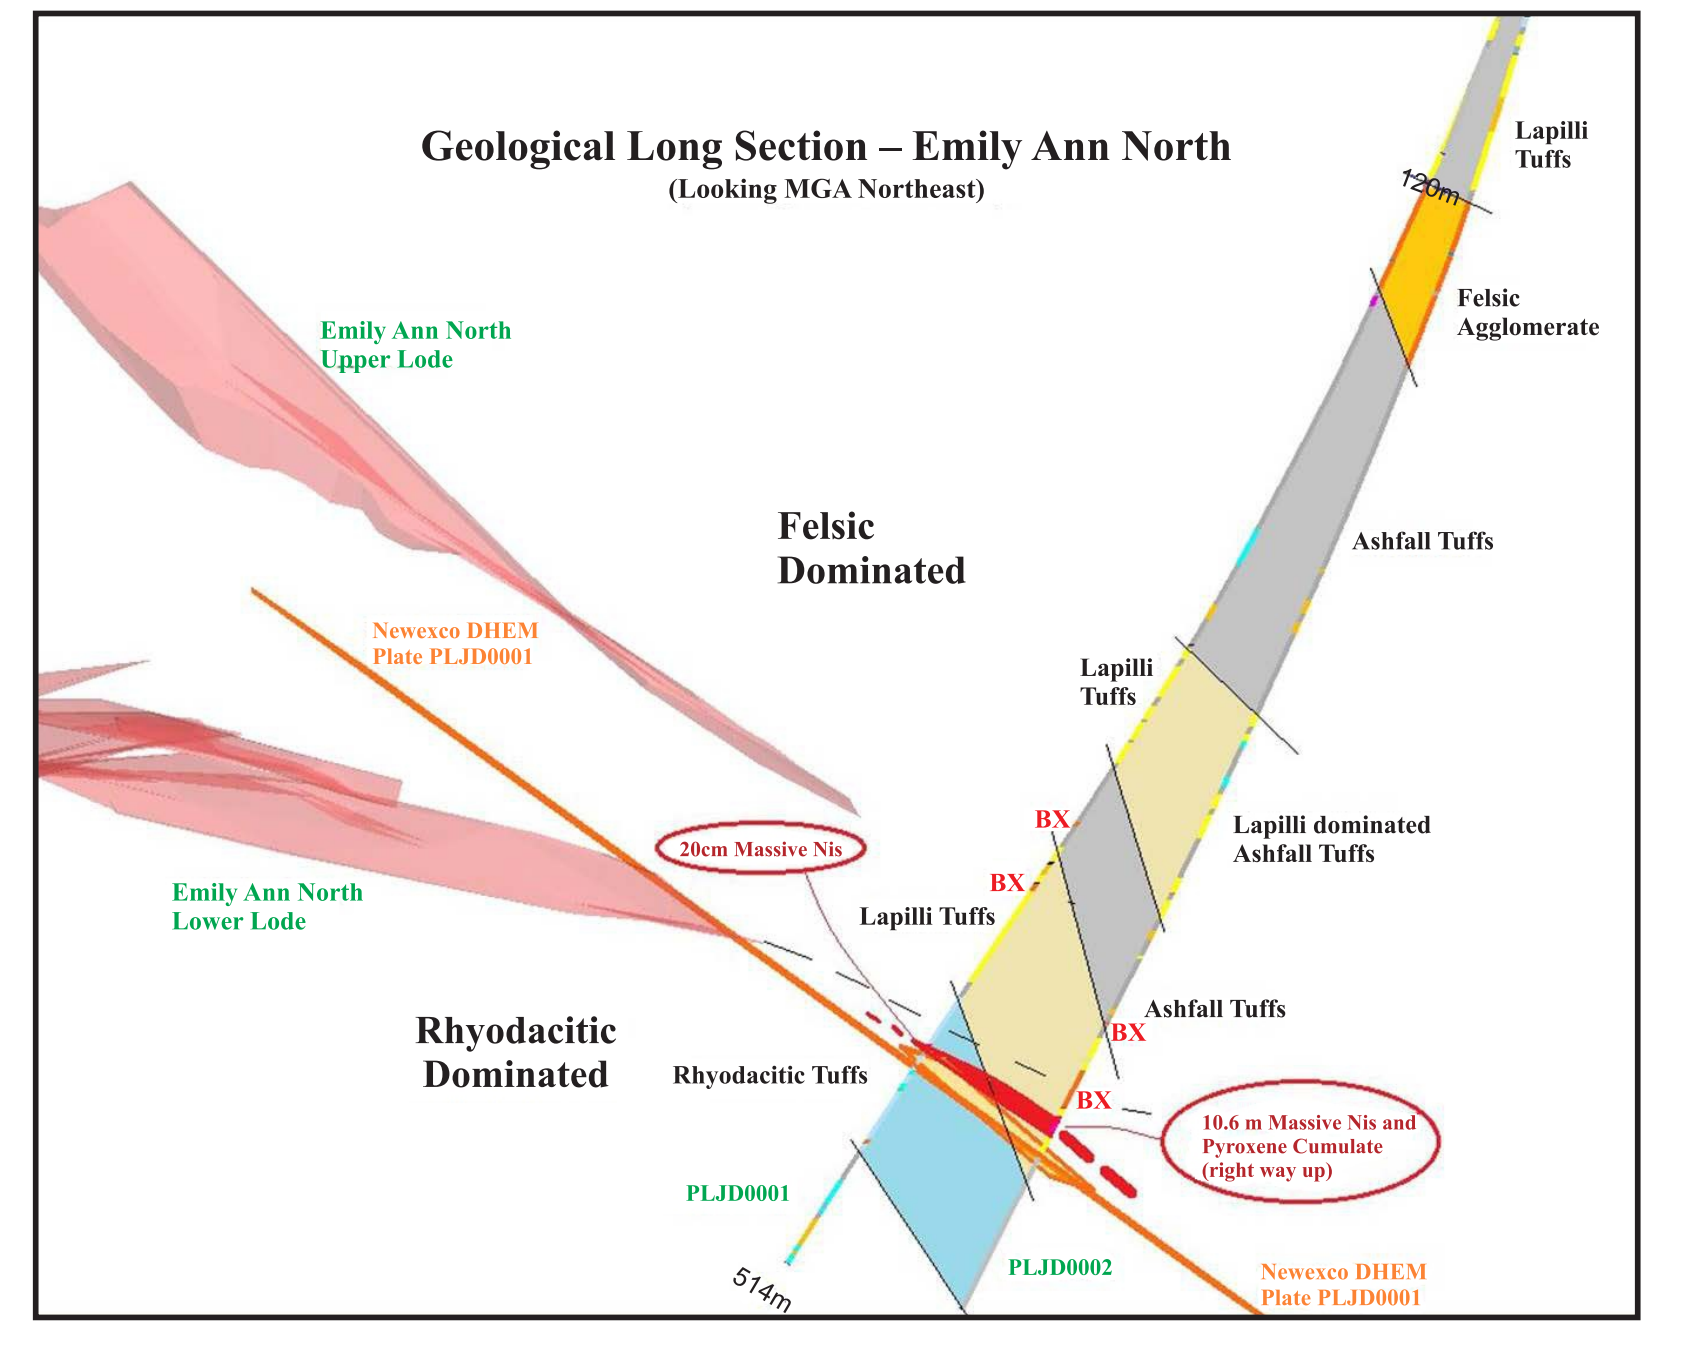 Geological Long Section – Emily Ann North
(Looking MGA Northeast)
Lapilli
Tuffs
120m
Felsic
Agglomerate
Emily Ann North
Upper Lode
Felsic
Dominated
Ashfall Tuffs
Newexco DHEM
Plate PLJD0001
Lapilli
Tuffs
BX
Lapilli dominated
Ashfall Tuffs
20cm Massive Nis
BX
Emily Ann North
Lower Lode
Lapilli Tuffs
Ashfall Tuffs
BX
Rhyodacitic
Dominated
Rhyodacitic Tuffs
BX
10.6 m Massive Nis and
Pyroxene Cumulate
(right way up)
PLJD0001
PLJD0002
514m
Newexco DHEM
Plate PLJD0001